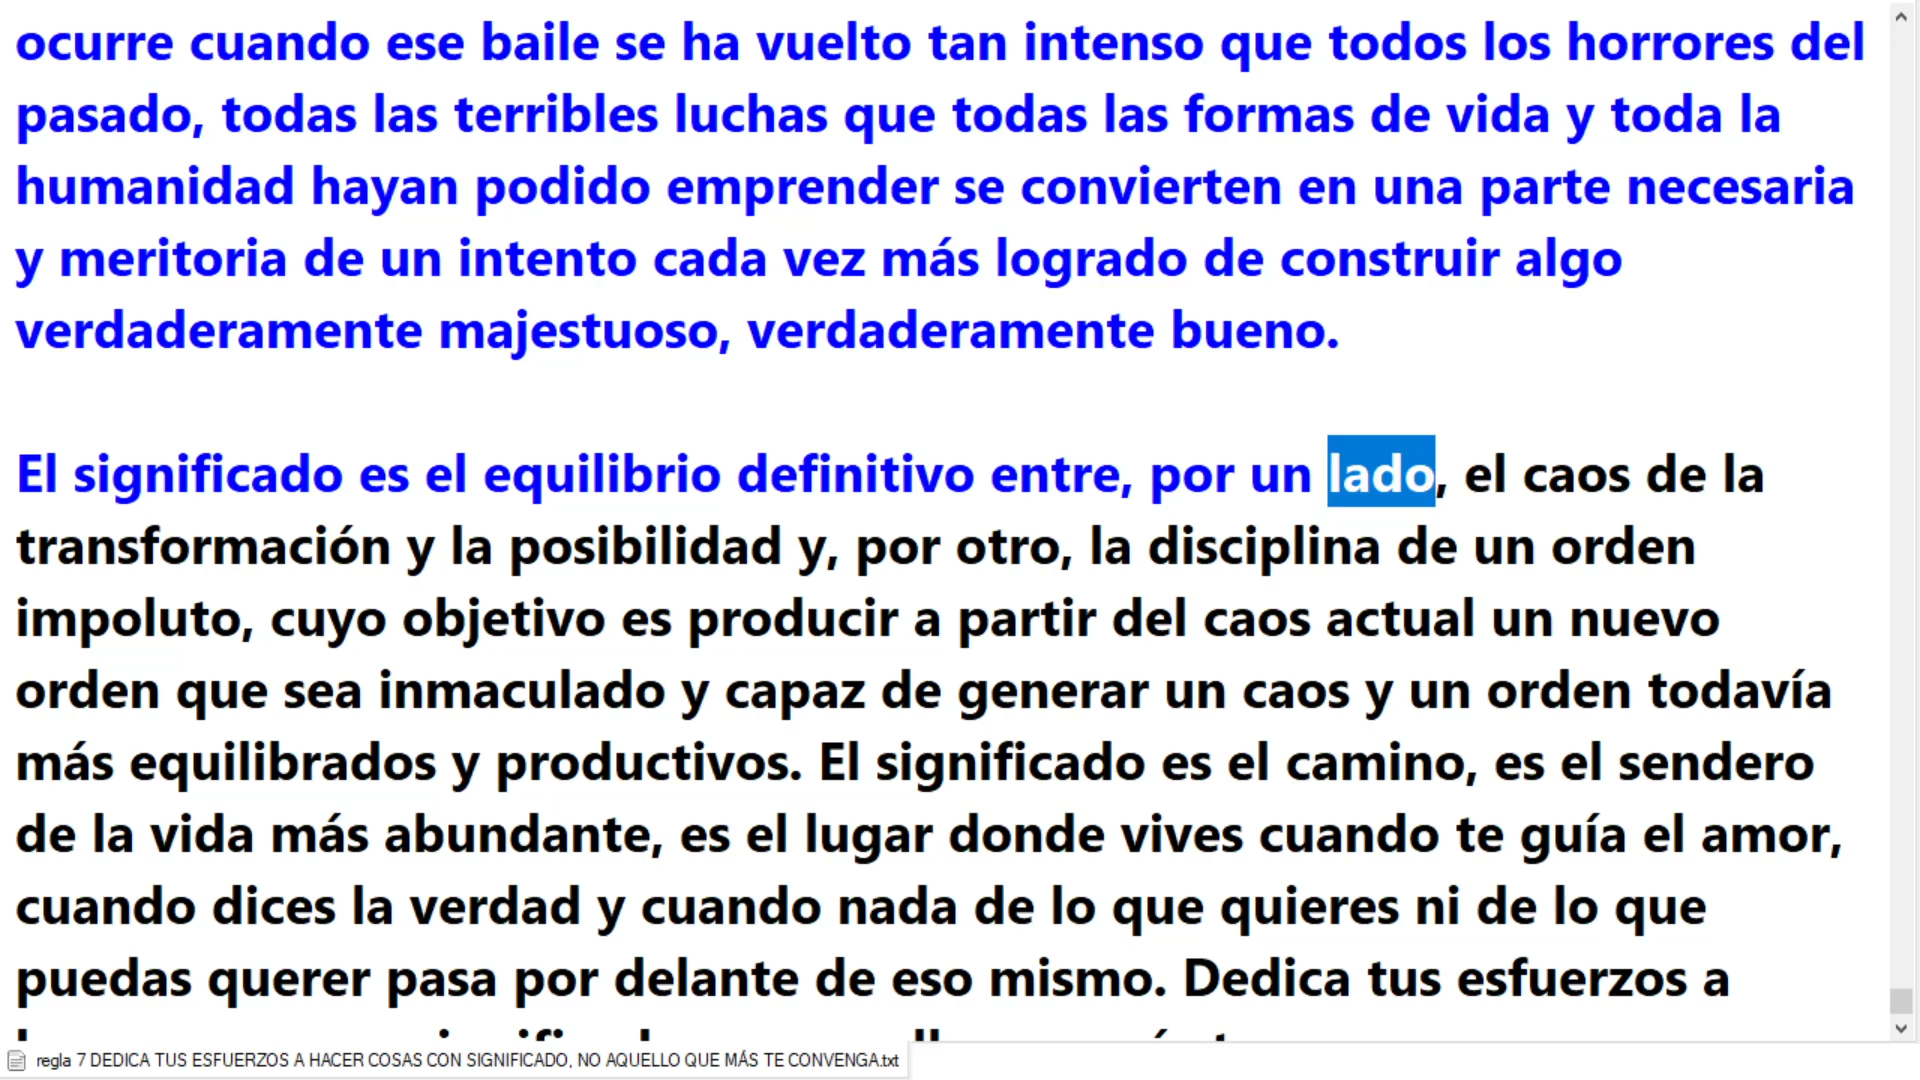 ocurre cuando ese baile se ha vuelto tan intenso que todos los horrores del
pasado, todas las terribles luchas que todas las formas de vida y toda la
humanidad hayan podido emprender se convierten en una parte necesaria
y meritoria de un intento cada vez más logrado de construir algo
verdaderamente majestuoso, verdaderamente bueno.
El significado es el equilibrio definitivo entre, por un lado, el caos de la
transformación y la posibilidad y, por otro, la disciplina de un orden
impoluto, cuyo objetivo es producir a partir del caos actual un nuevo
orden que sea inmaculado y capaz de generar un caos y un orden todavía
más equilibrados y productivos. El significado es el camino, es el sendero
de la vida más abundante, es el lugar donde vives cuando te guía el amor,
cuando dices la verdad y cuando nada de lo que quieres ni de lo que
puedas querer pasa por delante de eso mismo. Dedica tus esfuerzos a
regla 7 DEDICA TUS ESFUERZOS A HACER COSAS CON SIGNIFICADO, NO AQUELLO QUE MÁS TE CONVENGA.txt